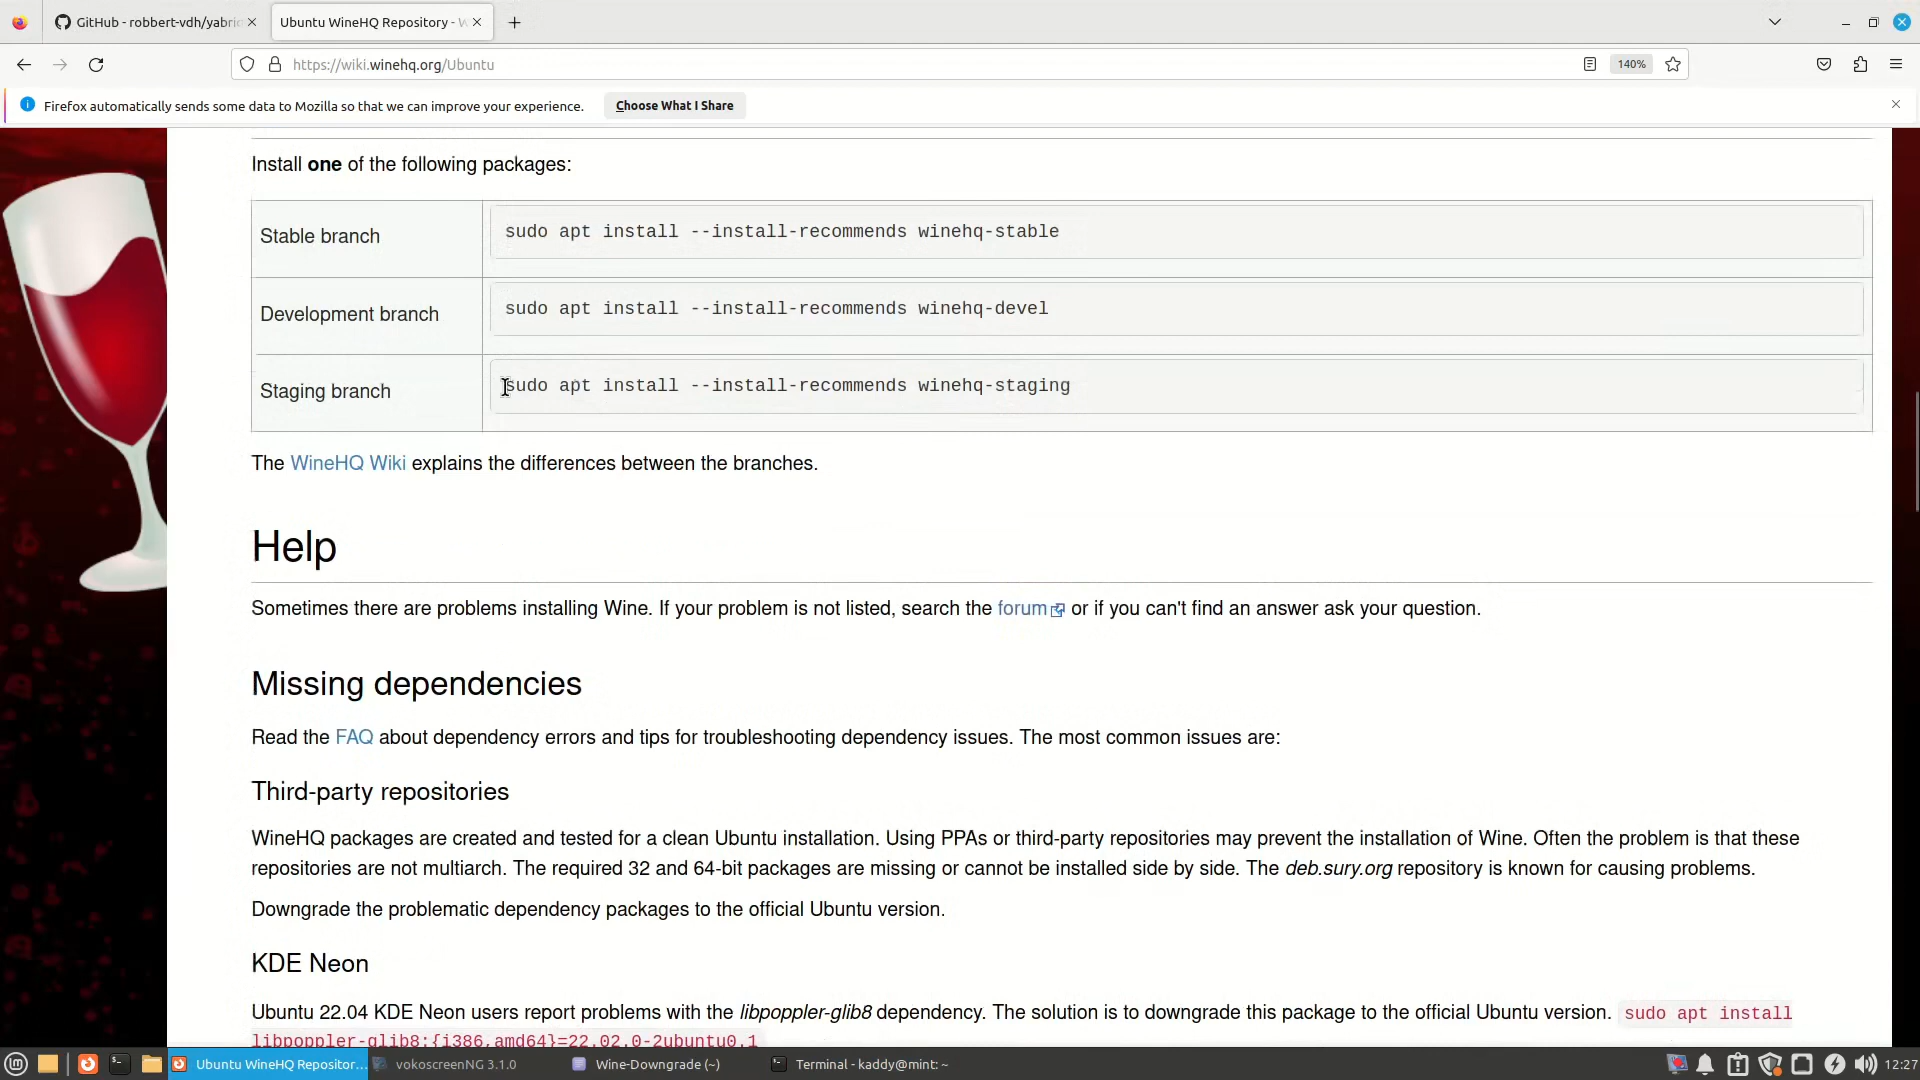 GitHub - robbert-vdh/yabri
Ubuntu WineHQ Repository - W
https://wiki.winehq.org/Ubuntu
140%
Firefox automatically sends some data to Mozilla so that we can improve your experience.
Choose What I Share
Install one of the following packages:
Stable branch
sudo apt install --install-recommends winehq-stable
Development branch
sudo apt install --install-recommends winehq-devel
Staging branch
sudo apt install --install-recommends winehq-staging
The WineHQ Wiki explains the differences between the branches.
Help
Sometimes there are problems installing Wine. If your problem is not listed, search the forum or if you can't find an answer ask your question.
Missing dependencies
Read the FAQ about dependency errors and tips for troubleshooting dependency issues. The most common issues are:
Third-party repositories
WineHQ packages are created and tested for a clean Ubuntu installation. Using PPAs or third-party repositories may prevent the installation of Wine. Often the problem is that these
repositories are not multiarch. The required 32 and 64-bit packages are missing or cannot be installed side by side. The deb.sury.org repository is known for causing problems.
Downgrade the problematic dependency packages to the official Ubuntu version.
KDE Neon
Ubuntu 22.04 KDE Neon users report problems with the libpoppler-glib8 dependency. The solution is to downgrade this package to the official Ubuntu version. sudo apt install
libpoppler-glib8:{i386,amd64}=22.02.0-2ubuntu0.1
Ubuntu WineHQ Repositor...
vokoscreenNG 3.1.0
Wine-Downgrade (~)
Terminal - kaddy@mint: ~
12:27